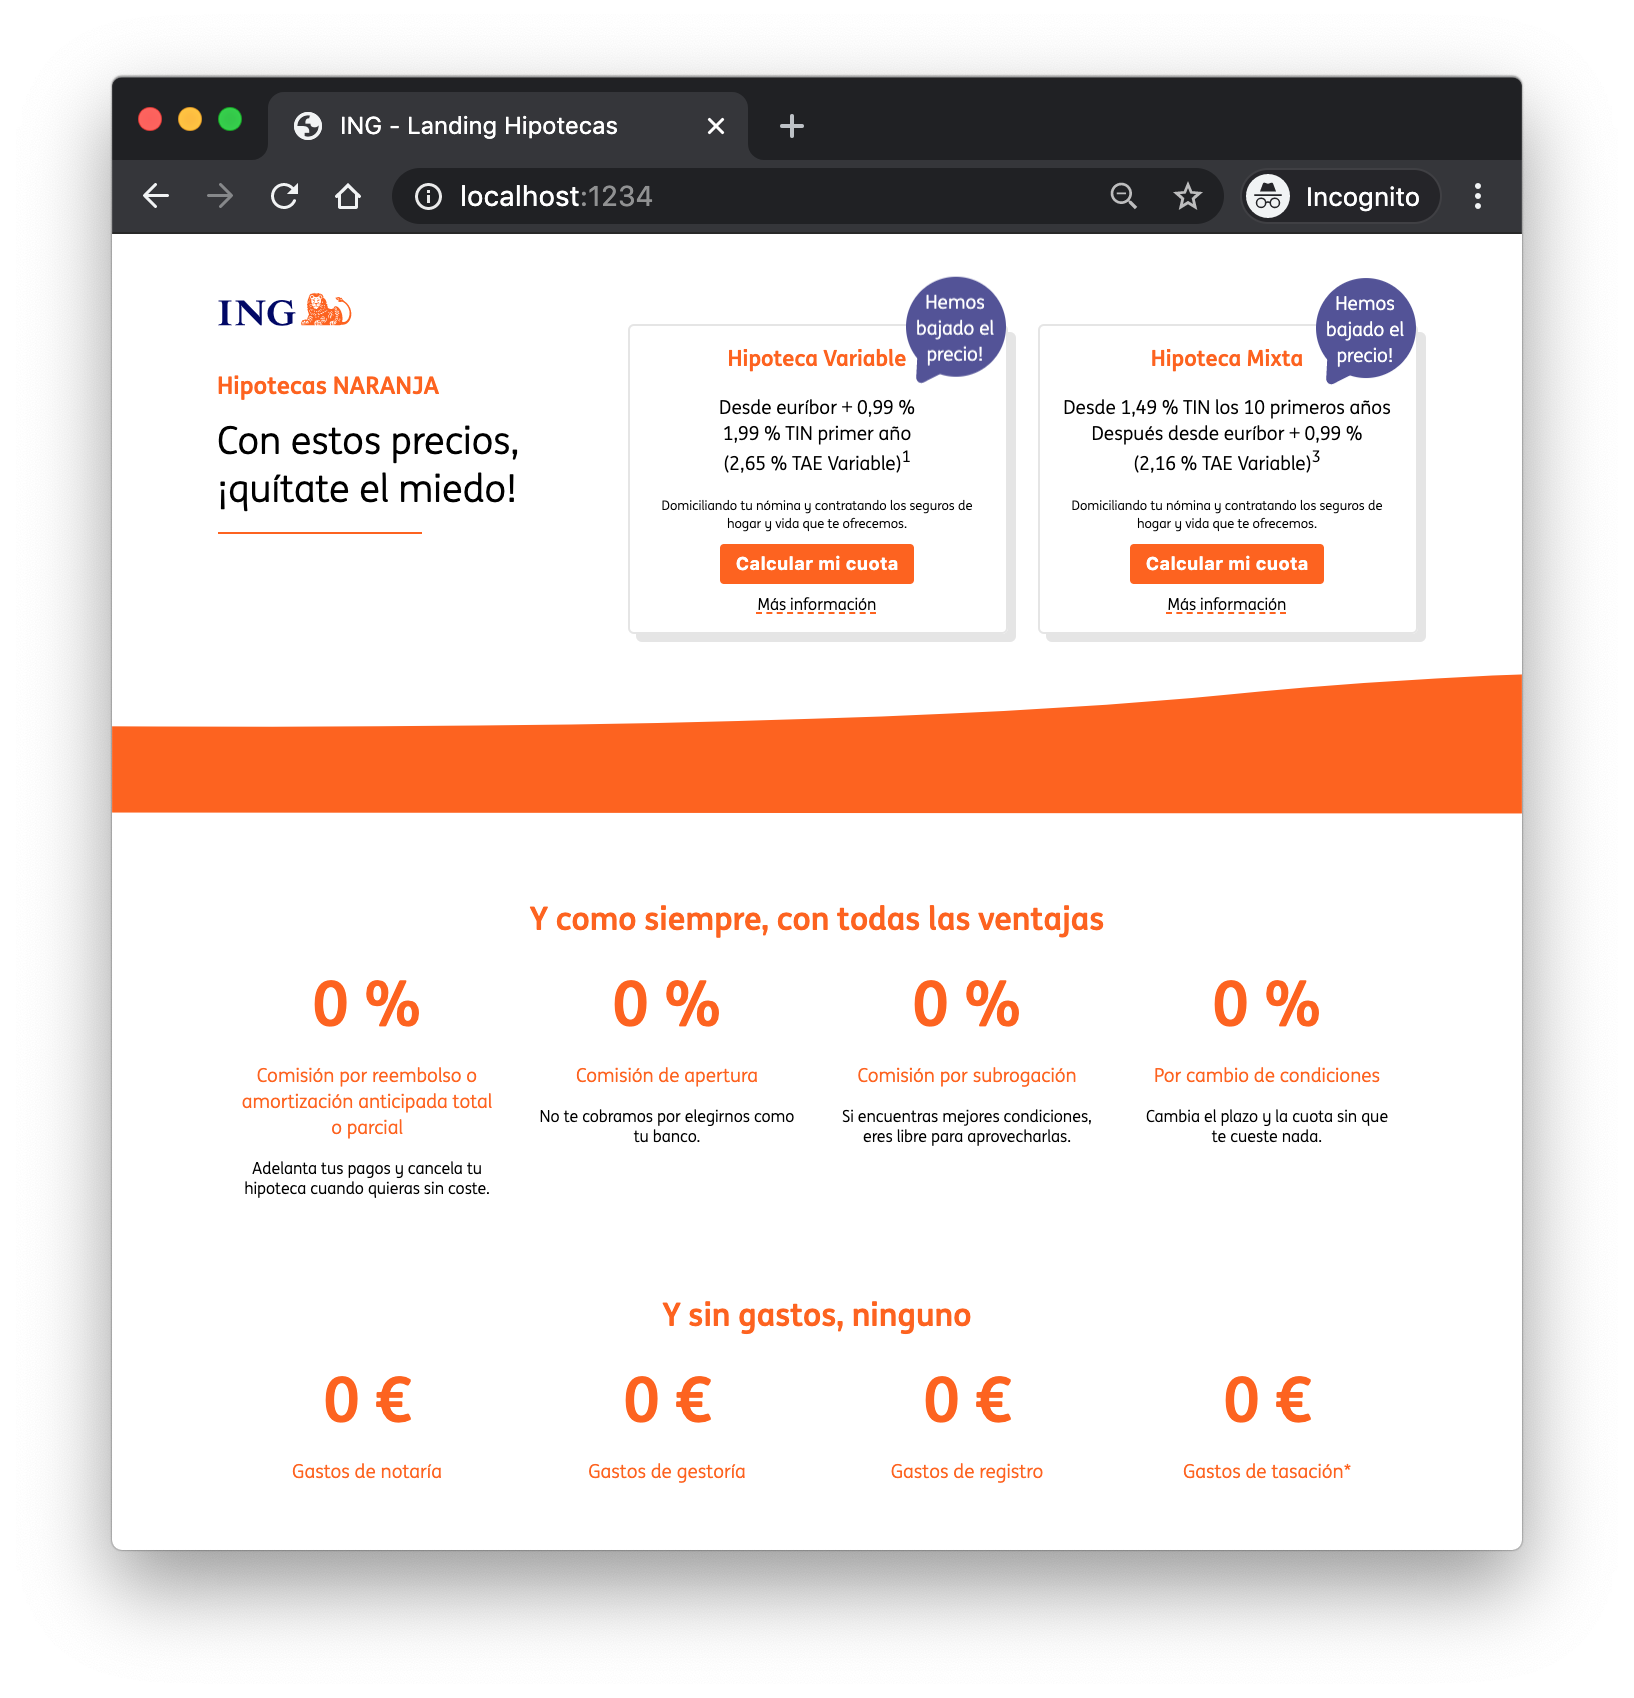 ING - Landing Hipotecas
localhost:1234
Incognito
ING
Hipotecas NARANJA
Con estos precios,
¡quítate el miedo!
Hemos
bajado el
precio!
Hipoteca Variable
Desde euríbor + 0,99 %
1,99 % TIN primer año
(2,65 % TAE Variable)1
Domiciliando tu nómina y contratando los seguros de
hogar y vida que te ofrecemos.
Calcular mi cuota
Más información
Hemos
bajado el
precio!
Hipoteca Mixta
Desde 1,49 % TIN los 10 primeros años
Después desde euríbor + 0,99 %
(2,16 % TAE Variable)3
Domiciliando tu nómina y contratando los seguros de
hogar y vida que te ofrecemos.
Calcular mi cuota
Más información
Y como siempre, con todas las ventajas
0 %
Comisión por reembolso o
amortización anticipada total
o parcial
Adelanta tus pagos y cancela tu
hipoteca cuando quieras sin coste.
0 %
Comisión de apertura
No te cobramos por elegirnos como
tu banco.
0 %
Comisión por subrogación
Si encuentras mejores condiciones,
eres libre para aprovecharlas.
0 %
Por cambio de condiciones
Cambia el plazo y la cuota sin que
te cueste nada.
Y sin gastos, ninguno
0 €
Gastos de notaría
0 €
Gastos de gestoría
0 €
Gastos de registro
0 €
Gastos de tasación*